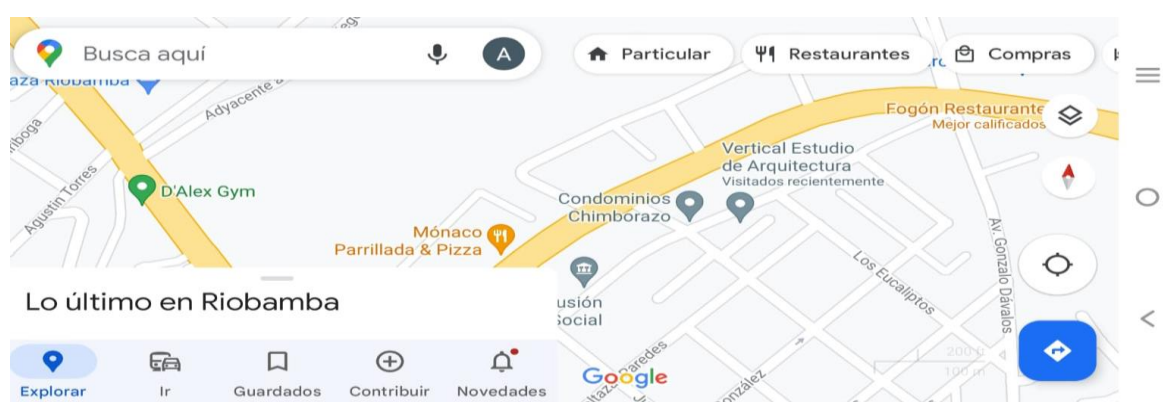 Busca aquí
A
Particular
Restaurantes
Compras
aza Riobamba
Adyacente
Agustin Torres
D'Alex Gym
Mónaco
Parrillada & Pizza
Fogón Restaurante
Mejor calificados
Vertical Estudio
de Arquitectura
Visitados recientemente
Condominios
Chimborazo
Av. Gonzalo Dávalos
Los Eucaliptos
usión
Social
Lo último en Riobamba
200 ft
100 m
Google
Explorar
Ir
Guardados
Contribuir
Novedades